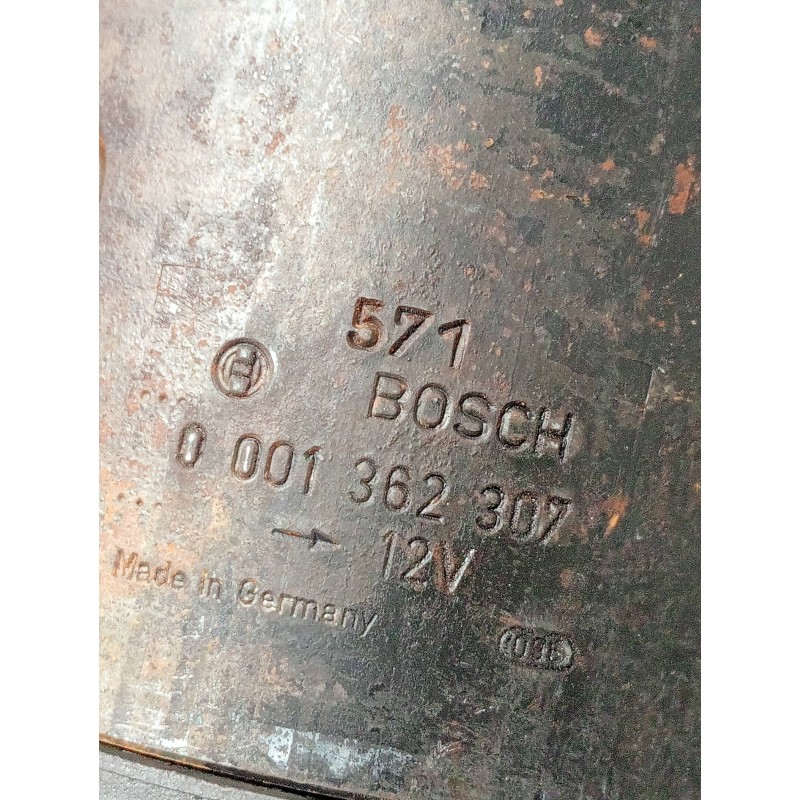 571
BOSCH
0 001 362 307
→ 12V
Made in Germany